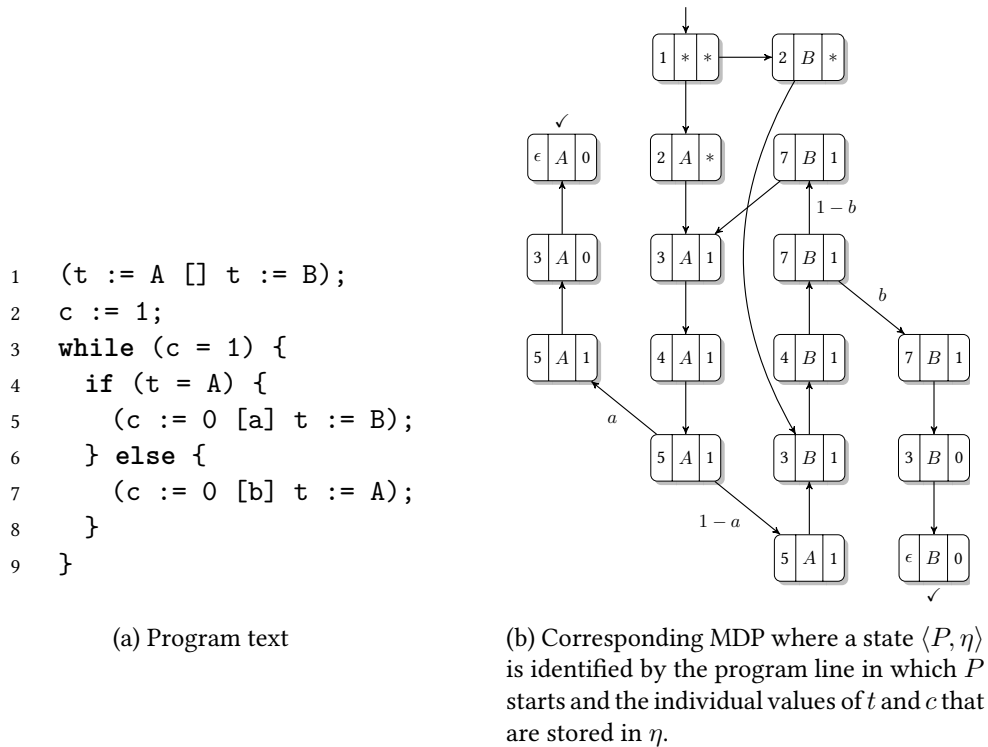 1 (t := A [] t := B);
2 c := 1;
3 while (c = 1) {
4 if (t = A) {
5 (c := 0 [a] t := B);
6 } else {
7 (c := 0 [b] t := A);
8 }
9 }
(a) Program text
1 ∗ ∗
2 B ∗
✓
ϵ A 0
2 A ∗
7 B 1
1 − b
3 A 0
3 A 1
7 B 1
b
5 A 1
4 A 1
4 B 1
7 B 1
a
5 A 1
3 B 1
3 B 0
1 − a
5 A 1
ϵ B 0
✓
(b) Corresponding MDP where a state ⟨P, η⟩
is identified by the program line in which P
starts and the individual values of t and c that
are stored in η.